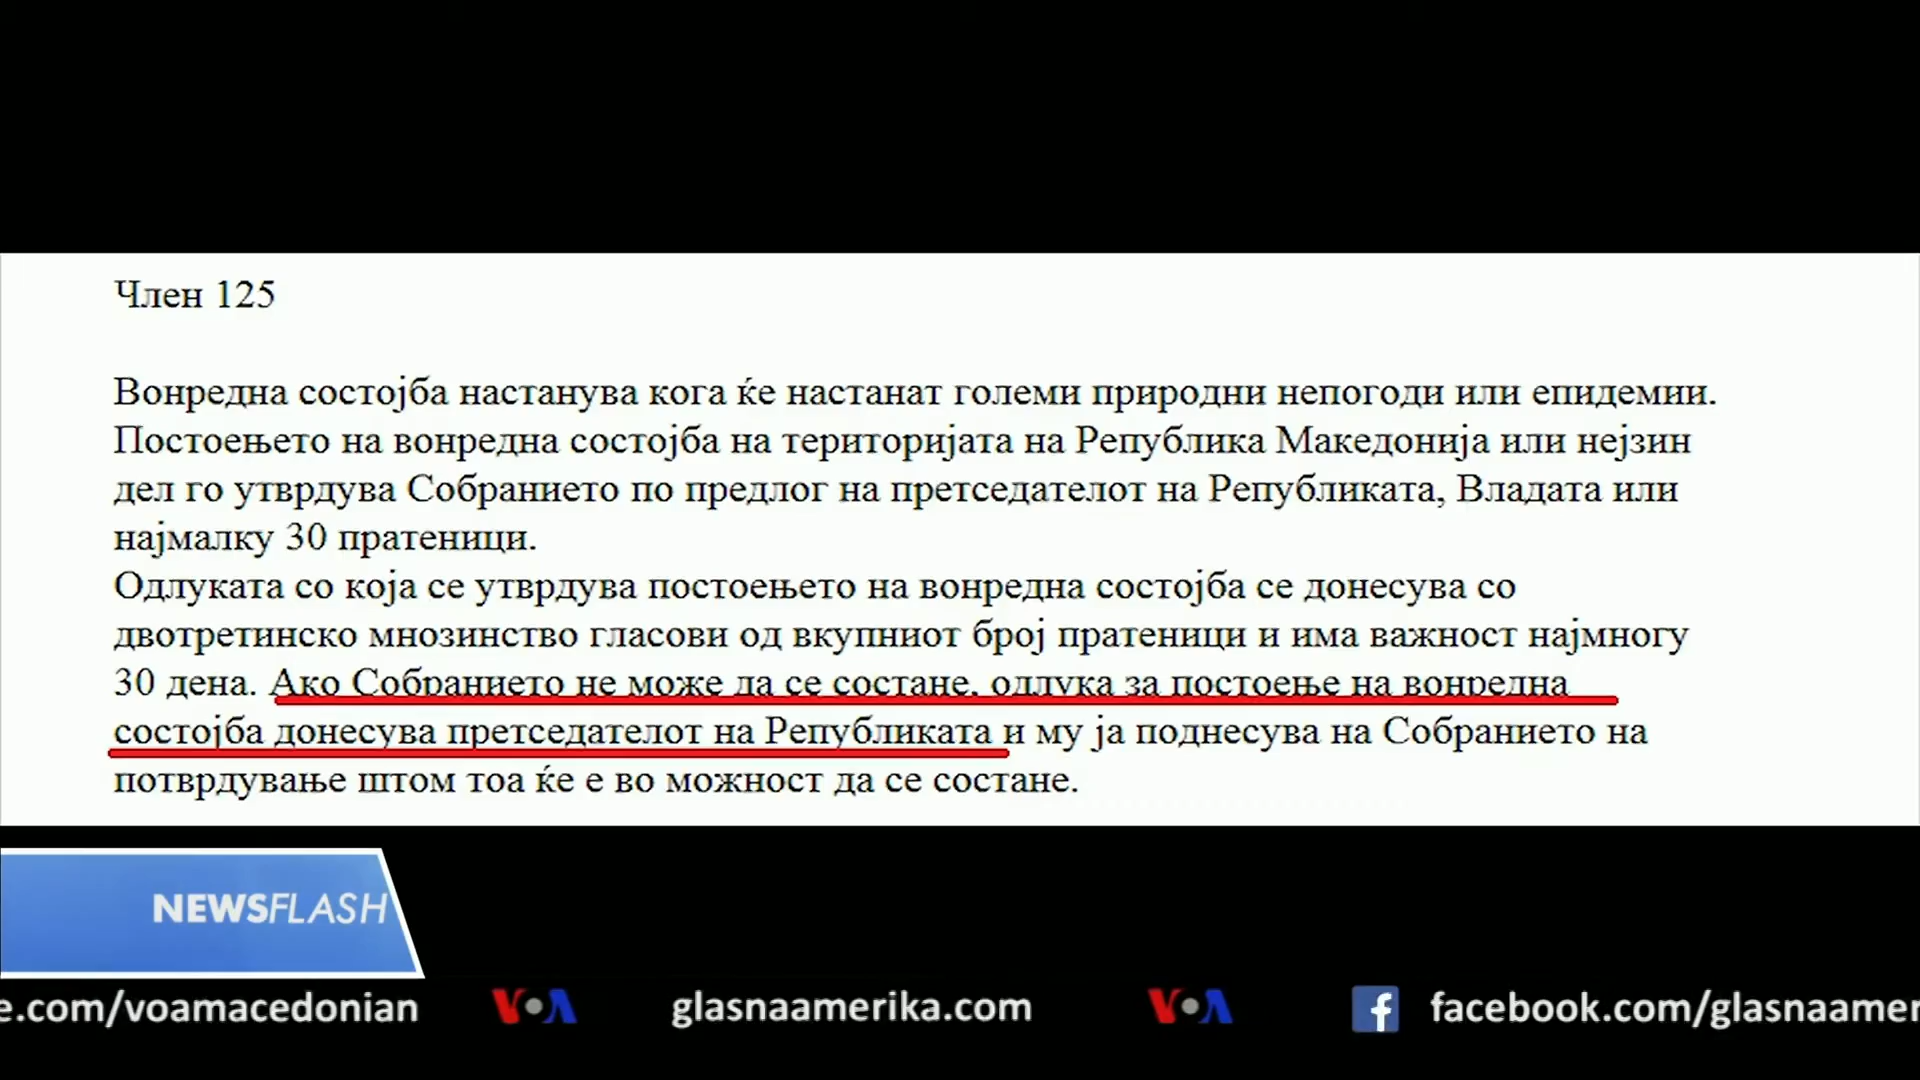 Член 125
Вонредна состојба настанува кога ќе настанат големи природни непогоди или епидемии.
Постоењето на вонредна состојба на територијата на Република Македонија или нејзин
дел го утврдува Собранието по предлог на претседателот на Републиката, Владата или
најмалку 30 пратеници.
Одлуката со која се утврдува постоењето на вонредна состојба се донесува со
двотретинско мнозинство гласови од вкупниот број пратеници и има важност најмногу
30 дена. Ако Собранието не може да се состане, одлука за постоење на вонредна
состојба донесува претседателот на Републиката и му ја поднесува на Собранието на
потврдување штом тоа ќе е во можност да се состане.
NEWSFLASH
e.com/voamacedonian VOA glasnaamerika.com VOA f facebook.com/glasnaamer